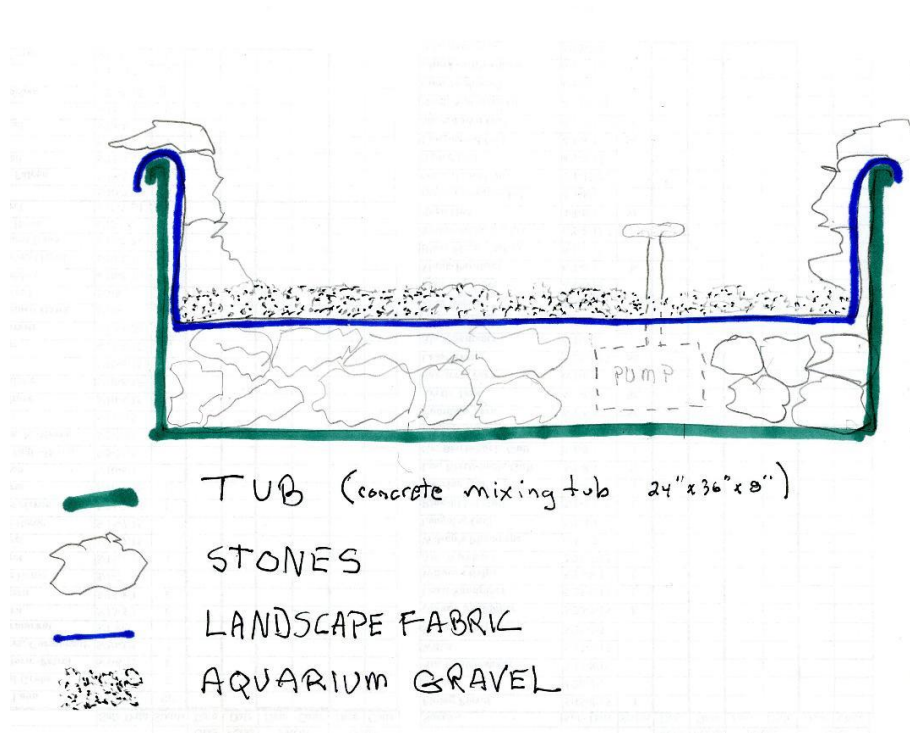 PUMP
TUB (concrete mixing tub 24"x36"x8")
STONES
LANDSCAPE FABRIC
AQUARIUM GRAVEL